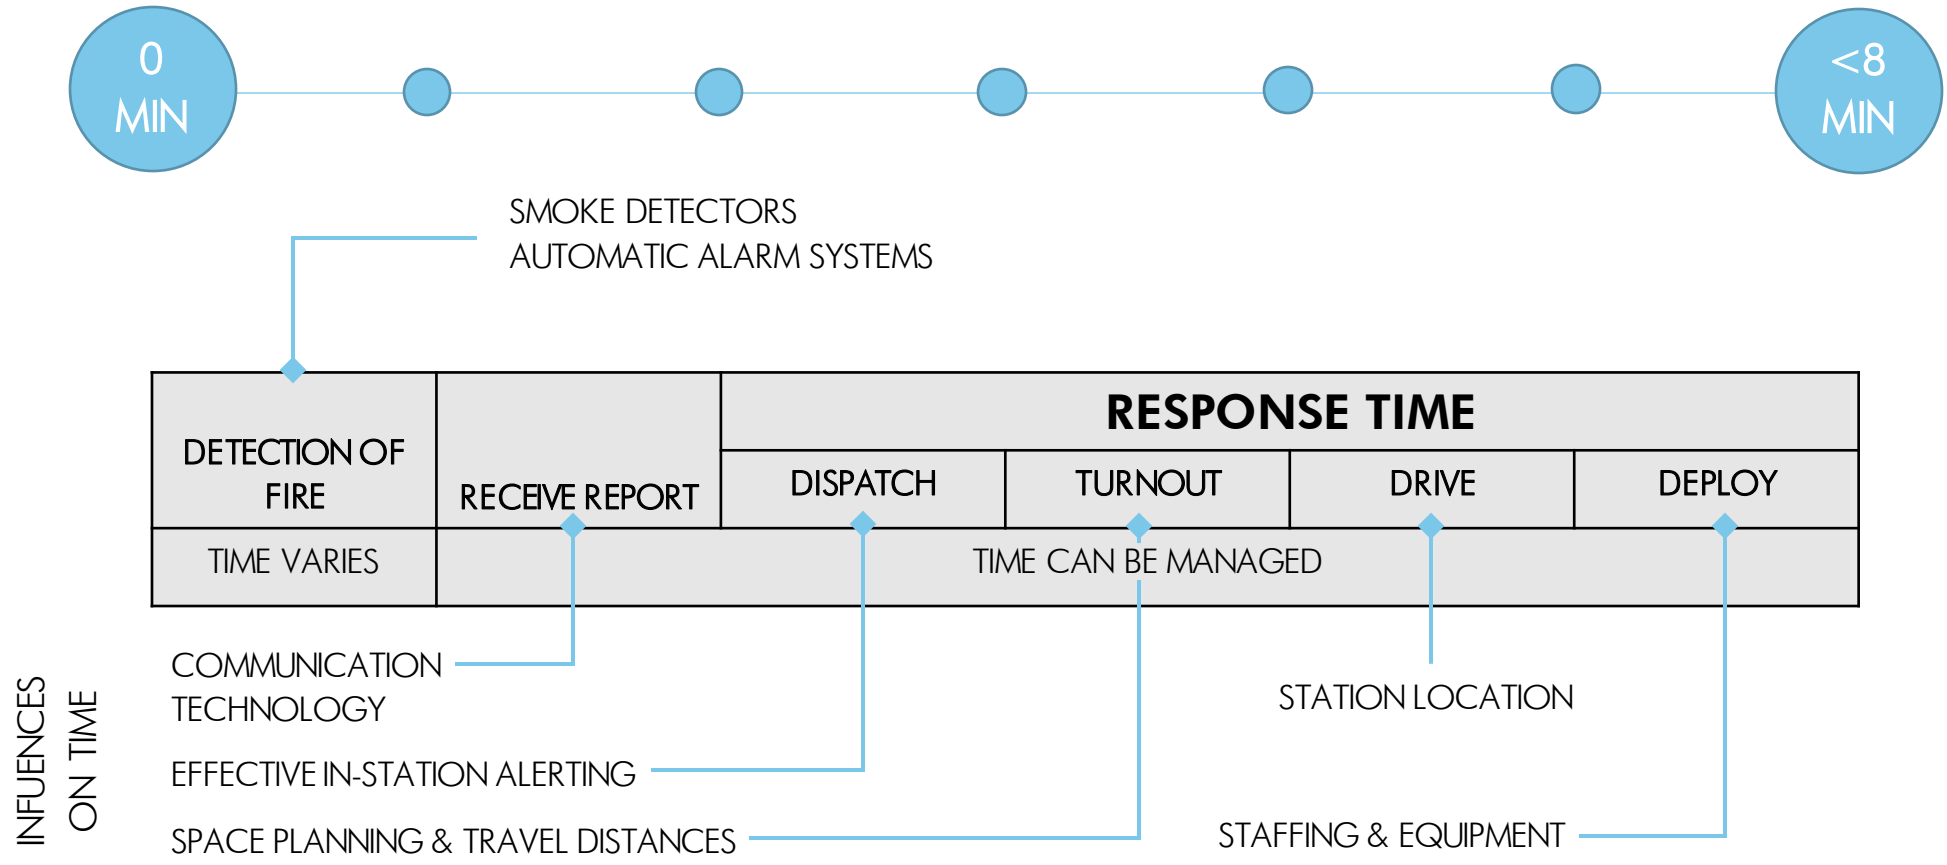 0
MIN
<8
MIN
SMOKE DETECTORS
AUTOMATIC ALARM SYSTEMS
RESPONSE TIME
DETECTION OF
FIRE
RECEIVE REPORT
DISPATCH
TURNOUT
DRIVE
DEPLOY
TIME VARIES
TIME CAN BE MANAGED
INFUENCES
ON TIME
COMMUNICATION
TECHNOLOGY
STATION LOCATION
EFFECTIVE IN-STATION ALERTING
SPACE PLANNING & TRAVEL DISTANCES
STAFFING & EQUIPMENT